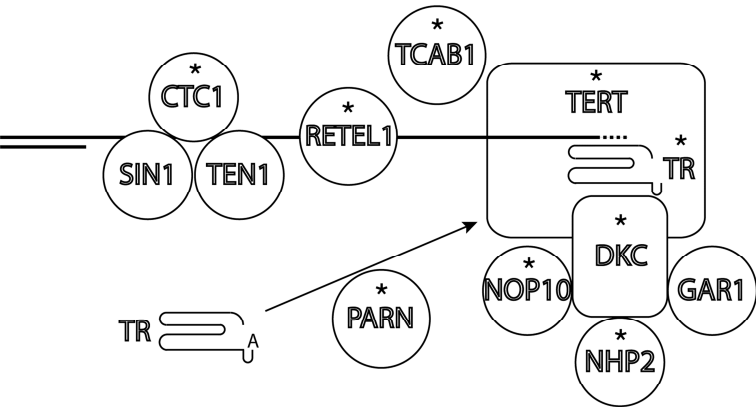 *
TCAB1
*
CTC1
*
TERT
*
RETEL1
*
TR
SIN1
TEN1
*
DKC
*
NOP10
GAR1
*
PARN
TR
A
U
U
*
NHP2